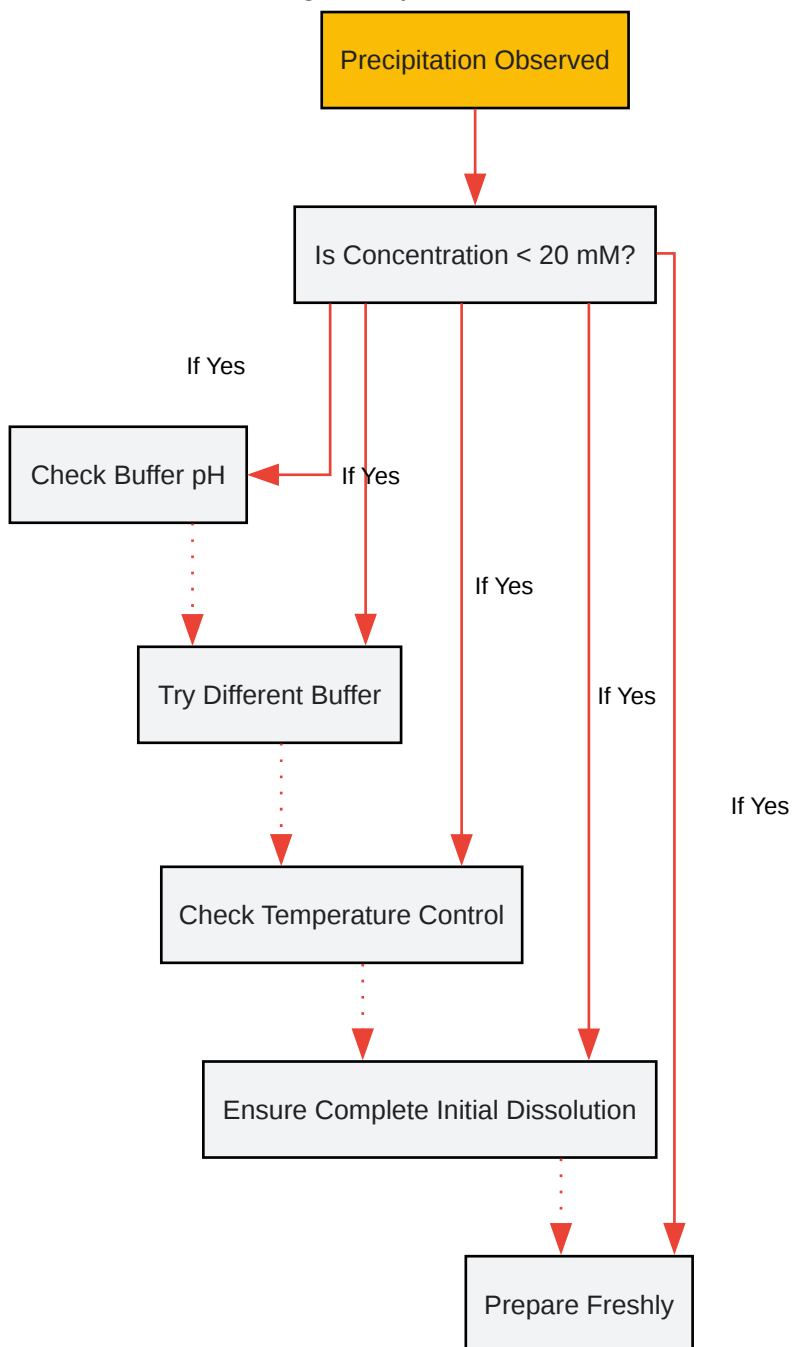 Precipitation Observed
Is Concentration < 20 mM?
If Yes
Check Buffer pH
If Yes
If Yes
Try Different Buffer
If Yes
If Yes
Check Temperature Control
Ensure Complete Initial Dissolution
Prepare Freshly